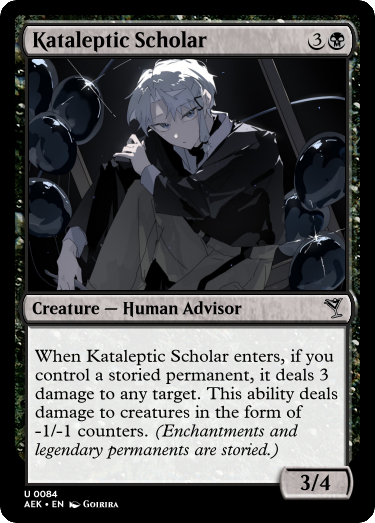 Kataleptic Scholar 3
Creature — Human Advisor
When Kataleptic Scholar enters, if you
control a storied permanent, it deals 3
damage to any target. This ability deals
damage to creatures in the form of
-1/-1 counters. (Enchantments and
legendary permanents are storied.)
3/4
U 0084
AEK • EN Goirira